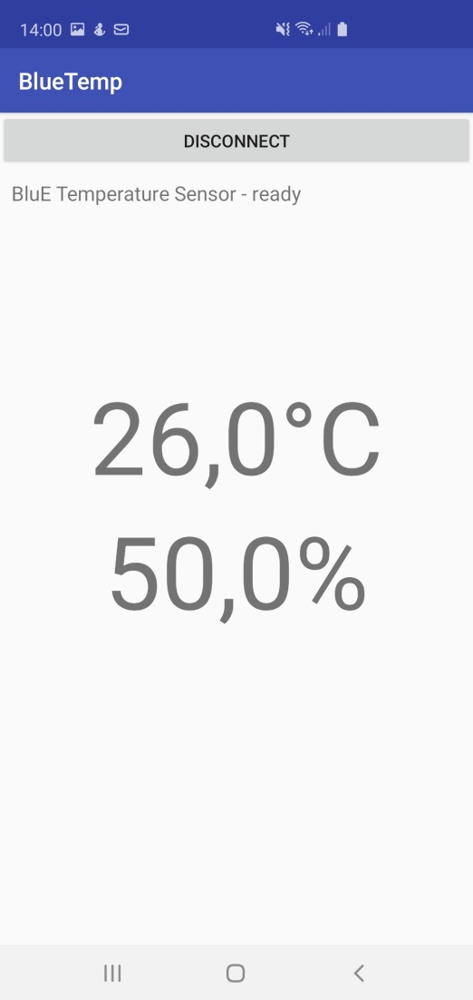 14:00
BlueTemp
DISCONNECT
BluE Temperature Sensor - ready
26,0°C
50,0%